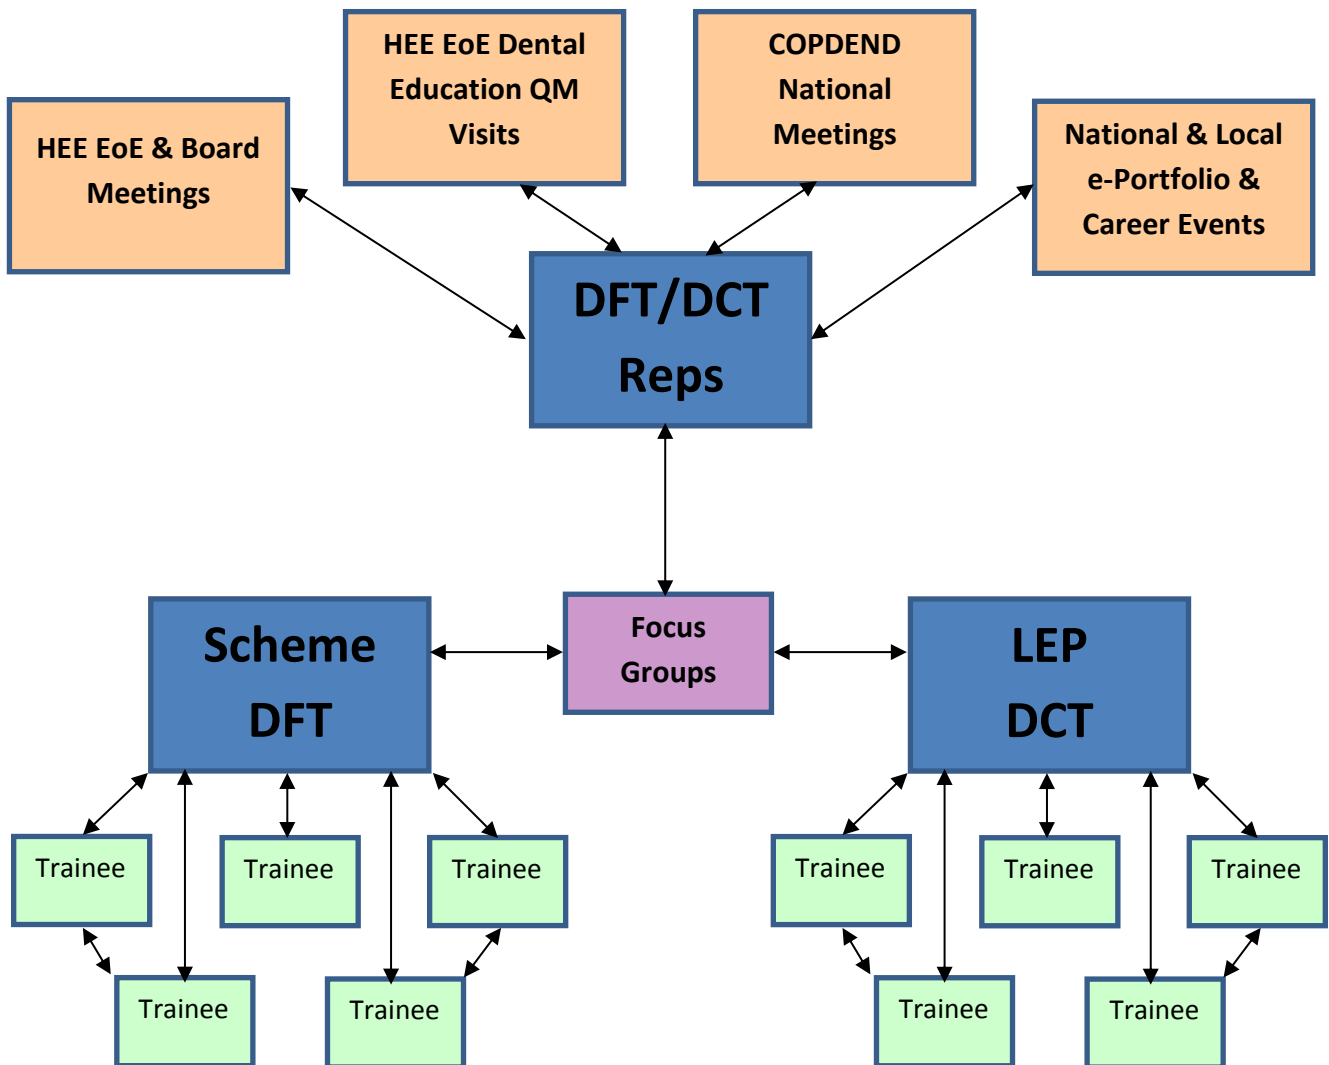 HEE EoE & Board
Meetings
HEE EoE Dental
Education QM
Visits
COPDEND
National
Meetings
National & Local
e-Portfolio &
Career Events
DFT/DCT
Reps
Scheme
DFT
Focus
Groups
LEP
DCT
Trainee
Trainee
Trainee
Trainee
Trainee
Trainee
Trainee
Trainee
Trainee
Trainee